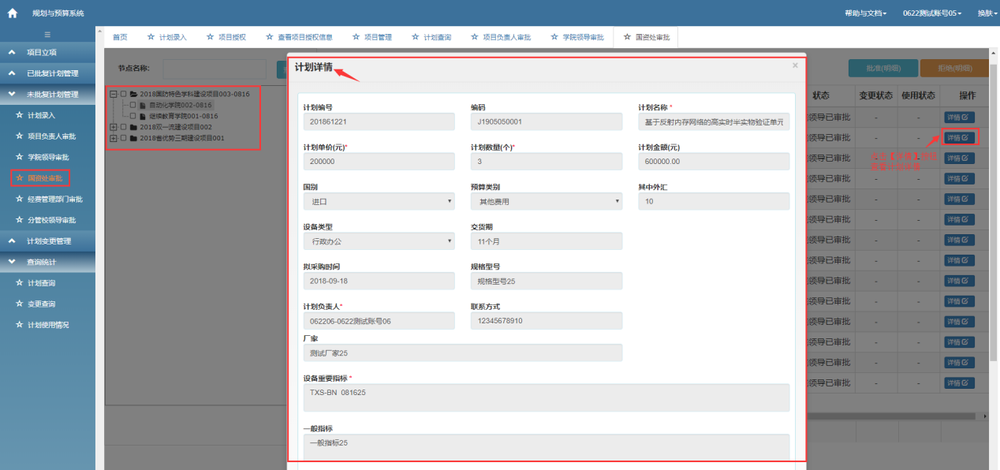 规划与预算系统
帮助与文档 0622测试账号05 换肤
首页 计划录入 项目授权 查看项目授权信息 项目管理 计划查询 项目负责人审批 学院领导审批 国资处审批
项目立项
已批复计划管理
未批复计划管理
计划录入
项目负责人审批
学院领导审批
国资处审批
经费管理部门审批
分管校领导审批
计划变更管理
查询统计
计划查询
变更查询
计划使用情况
节点名称:
2018国防特色学科建设项目003-0816
自动化学院002-0816
继续教育学院001-0816
2018双一流建设项目002
2018省优势三期建设项目001
计划详情 ×
计划编号 编码 计划名称 *
201861221 J1905050001 基于反射内存网络的高实时半实物验证单元
计划单价(元)* 计划数量(个)* 计划金额(元)
200000 3 600000.00
国别 预算类别 其中外汇
进口 其他费用 10
设备类型 交货期
行政办公 11个月
拟采购时间 规格型号
2018-09-18 规格型号25
计划负责人* 联系方式
062206-0622测试账号06 12345678910
厂家
测试厂家25
设备重要指标 *
TXS-BN 081625
一般指标
一般指标25
批准(明细) 拒绝(明细)
状态 变更状态 使用状态 操作
领导已审批 - - 详情
领导已审批 - - 详情
领导已审批 - - 详情
领导已审批 - - 详情
领导已审批 - - 详情
领导已审批 - - 详情
领导已审批 - - 详情
领导已审批 - - 详情
领导已审批 - - 详情
领导已审批 - - 详情
领导已审批 - - 详情
领导已审批 - - 详情
领导已审批 - - 详情
领导已审批 - - 详情